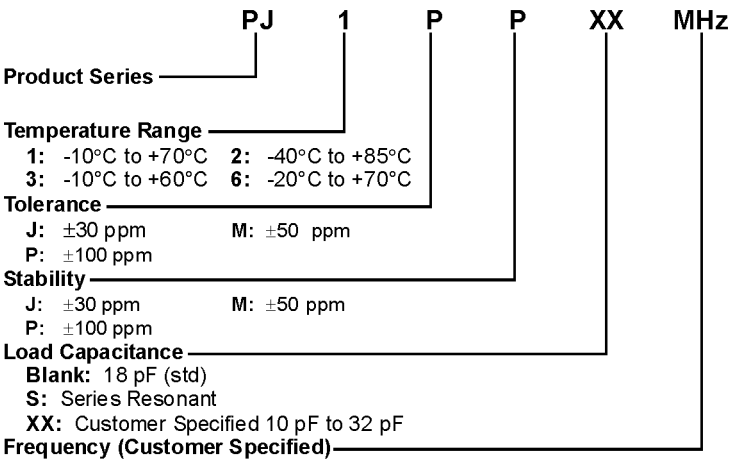 PJ 1 P P XX MHz
Product Series
Temperature Range
1: -10°C to +70°C 2: -40°C to +85°C
3: -10°C to +60°C 6: -20°C to +70°C
Tolerance
J: ±30 ppm M: ±50 ppm
P: ±100 ppm
Stability
J: ±30 ppm M: ±50 ppm
P: ±100 ppm
Load Capacitance
Blank: 18 pF (std)
S: Series Resonant
XX: Customer Specified 10 pF to 32 pF
Frequency (Customer Specified)